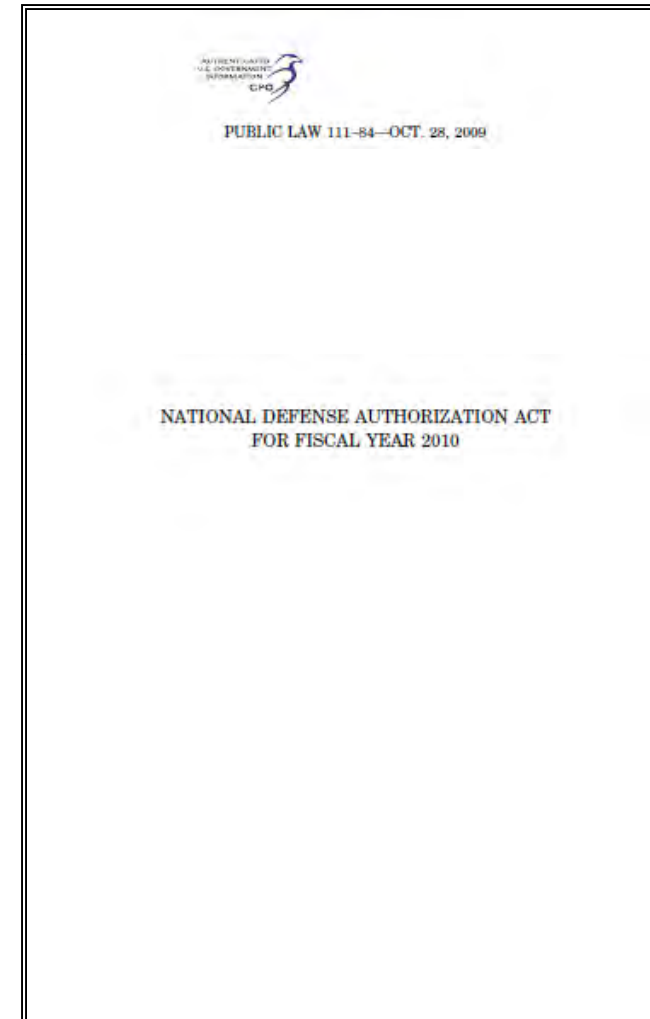 AUTHENTICATED
U.S. GOVERNMENT
INFORMATION
GPO
PUBLIC LAW 111–84—OCT. 28, 2009
NATIONAL DEFENSE AUTHORIZATION ACT
FOR FISCAL YEAR 2010